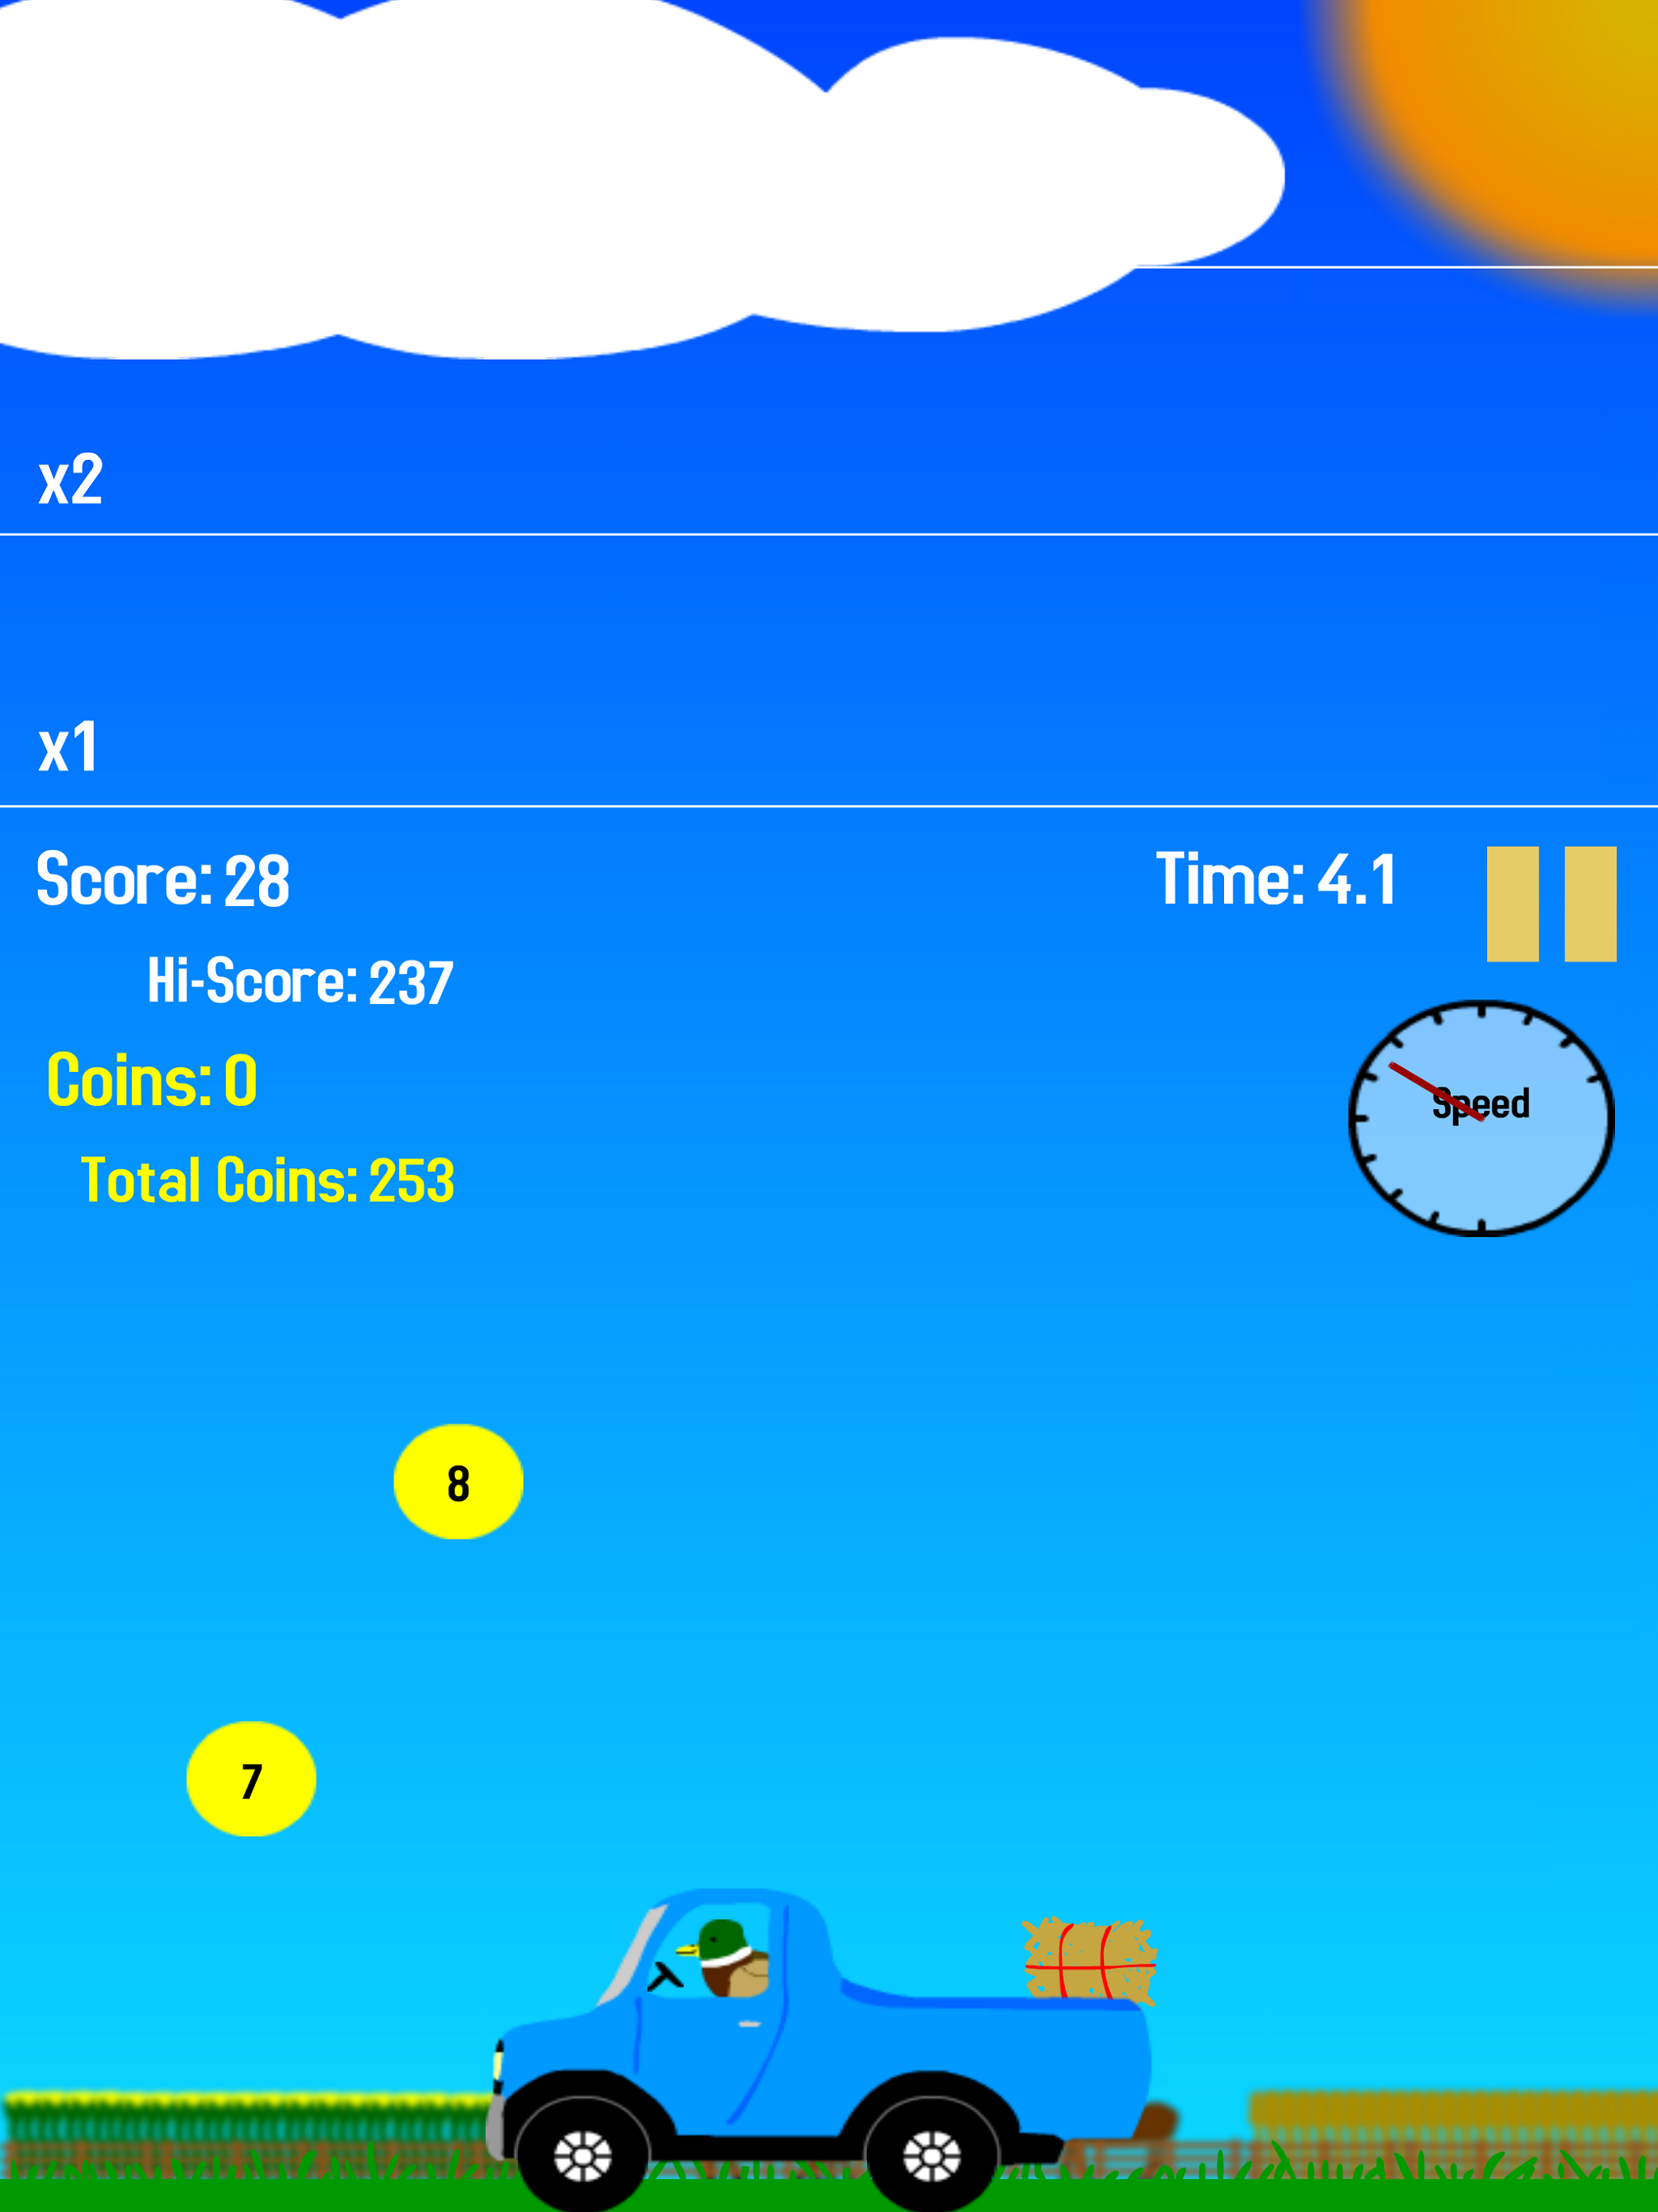 x2
x1
Score: 28
Time: 4.1
Hi-Score: 237
Coins: 0
Speed
Total Coins: 253
8
7